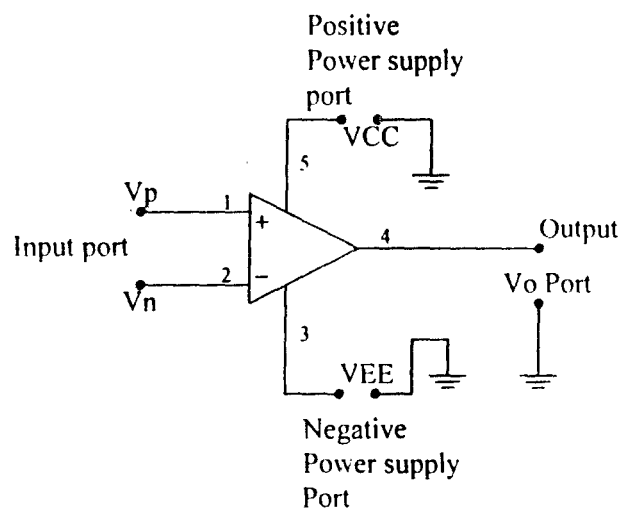 Positive
Power supply
port
VCC
5
Vp
1
+
Input port
4
Output
2
−
Vn
Vo Port
3
VEE
Negative
Power supply
Port